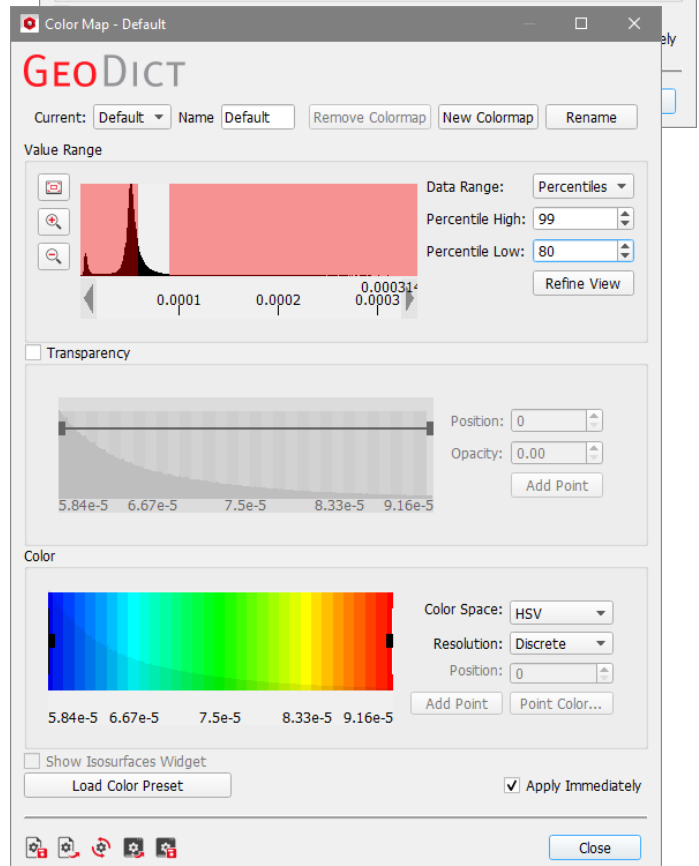 Color Map - Default
ely
GEODICT
Current: Default Name Default Remove Colormap New Colormap Rename
Value Range
Data Range: Percentiles
Percentile High: 99
Percentile Low: 80
Refine View
0.000314
0.0001 0.0002 0.0003
Transparency
Position: 0
Opacity: 0.00
Add Point
5.84e-5 6.67e-5 7.5e-5 8.33e-5 9.16e-5
Color
Color Space: HSV
Resolution: Discrete
Position: 0
Add Point Point Color...
5.84e-5 6.67e-5 7.5e-5 8.33e-5 9.16e-5
Show Isosurfaces Widget
Load Color Preset Apply Immediately
Close